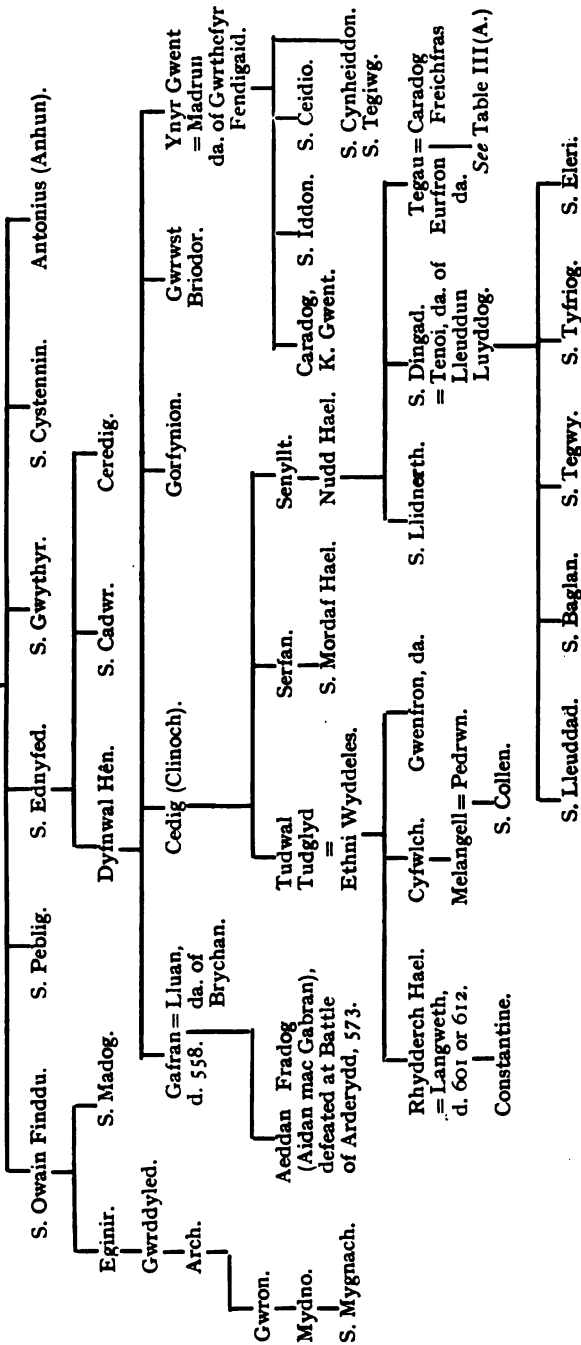 S. Owain Finddu.
S. Peblig.
S. Ednyfed.
S. Gwythyr.
S. Cystennin.
Antonius (Anhun).
Eginir.
S. Madog.
Dyfnwal Hên.
S. Cadwr.
Ceredig.
Gwrddyled.
Arch.
Gwron.
Mydno.
S. Mygnach.
Gafran = Lluan,
d. 558. da. of
Brychan.
Cedig (Clinoch).
Gorfynion.
Gwrwst
Briodor.
Ynyr Gwent
= Madrun
da. of Gwrthefyr
Fendigaid.
Aeddan Fradog
(Aidan mac Gabran),
defeated at Battle
of Arderydd, 573.
Tudwal
Tudglyd
=
Ethni Wyddeles.
Serfan.
S. Mordaf Hael.
Senyllt.
Nudd Hael.
Caradog,
K. Gwent.
S. Iddon.
S. Ceidio.
S. Cynheiddon.
S. Tegiwg.
Rhydderch Hael.
= Langweth,
d. 601 or 612.
Constantine.
Cyfwlch.
Melangell = Pedrwn.
S. Collen.
Gwenfron, da.
S. Llidnerth.
S. Dingad.
= Tenoi, da. of
Lleuddun
Luyddog.
Tegau = Caradog
Eurfron Freichfras
da.
See Table III (A.)
S. Lleuddad.
S. Baglan.
S. Tegwy.
S. Tyfriog.
S. Eleri.